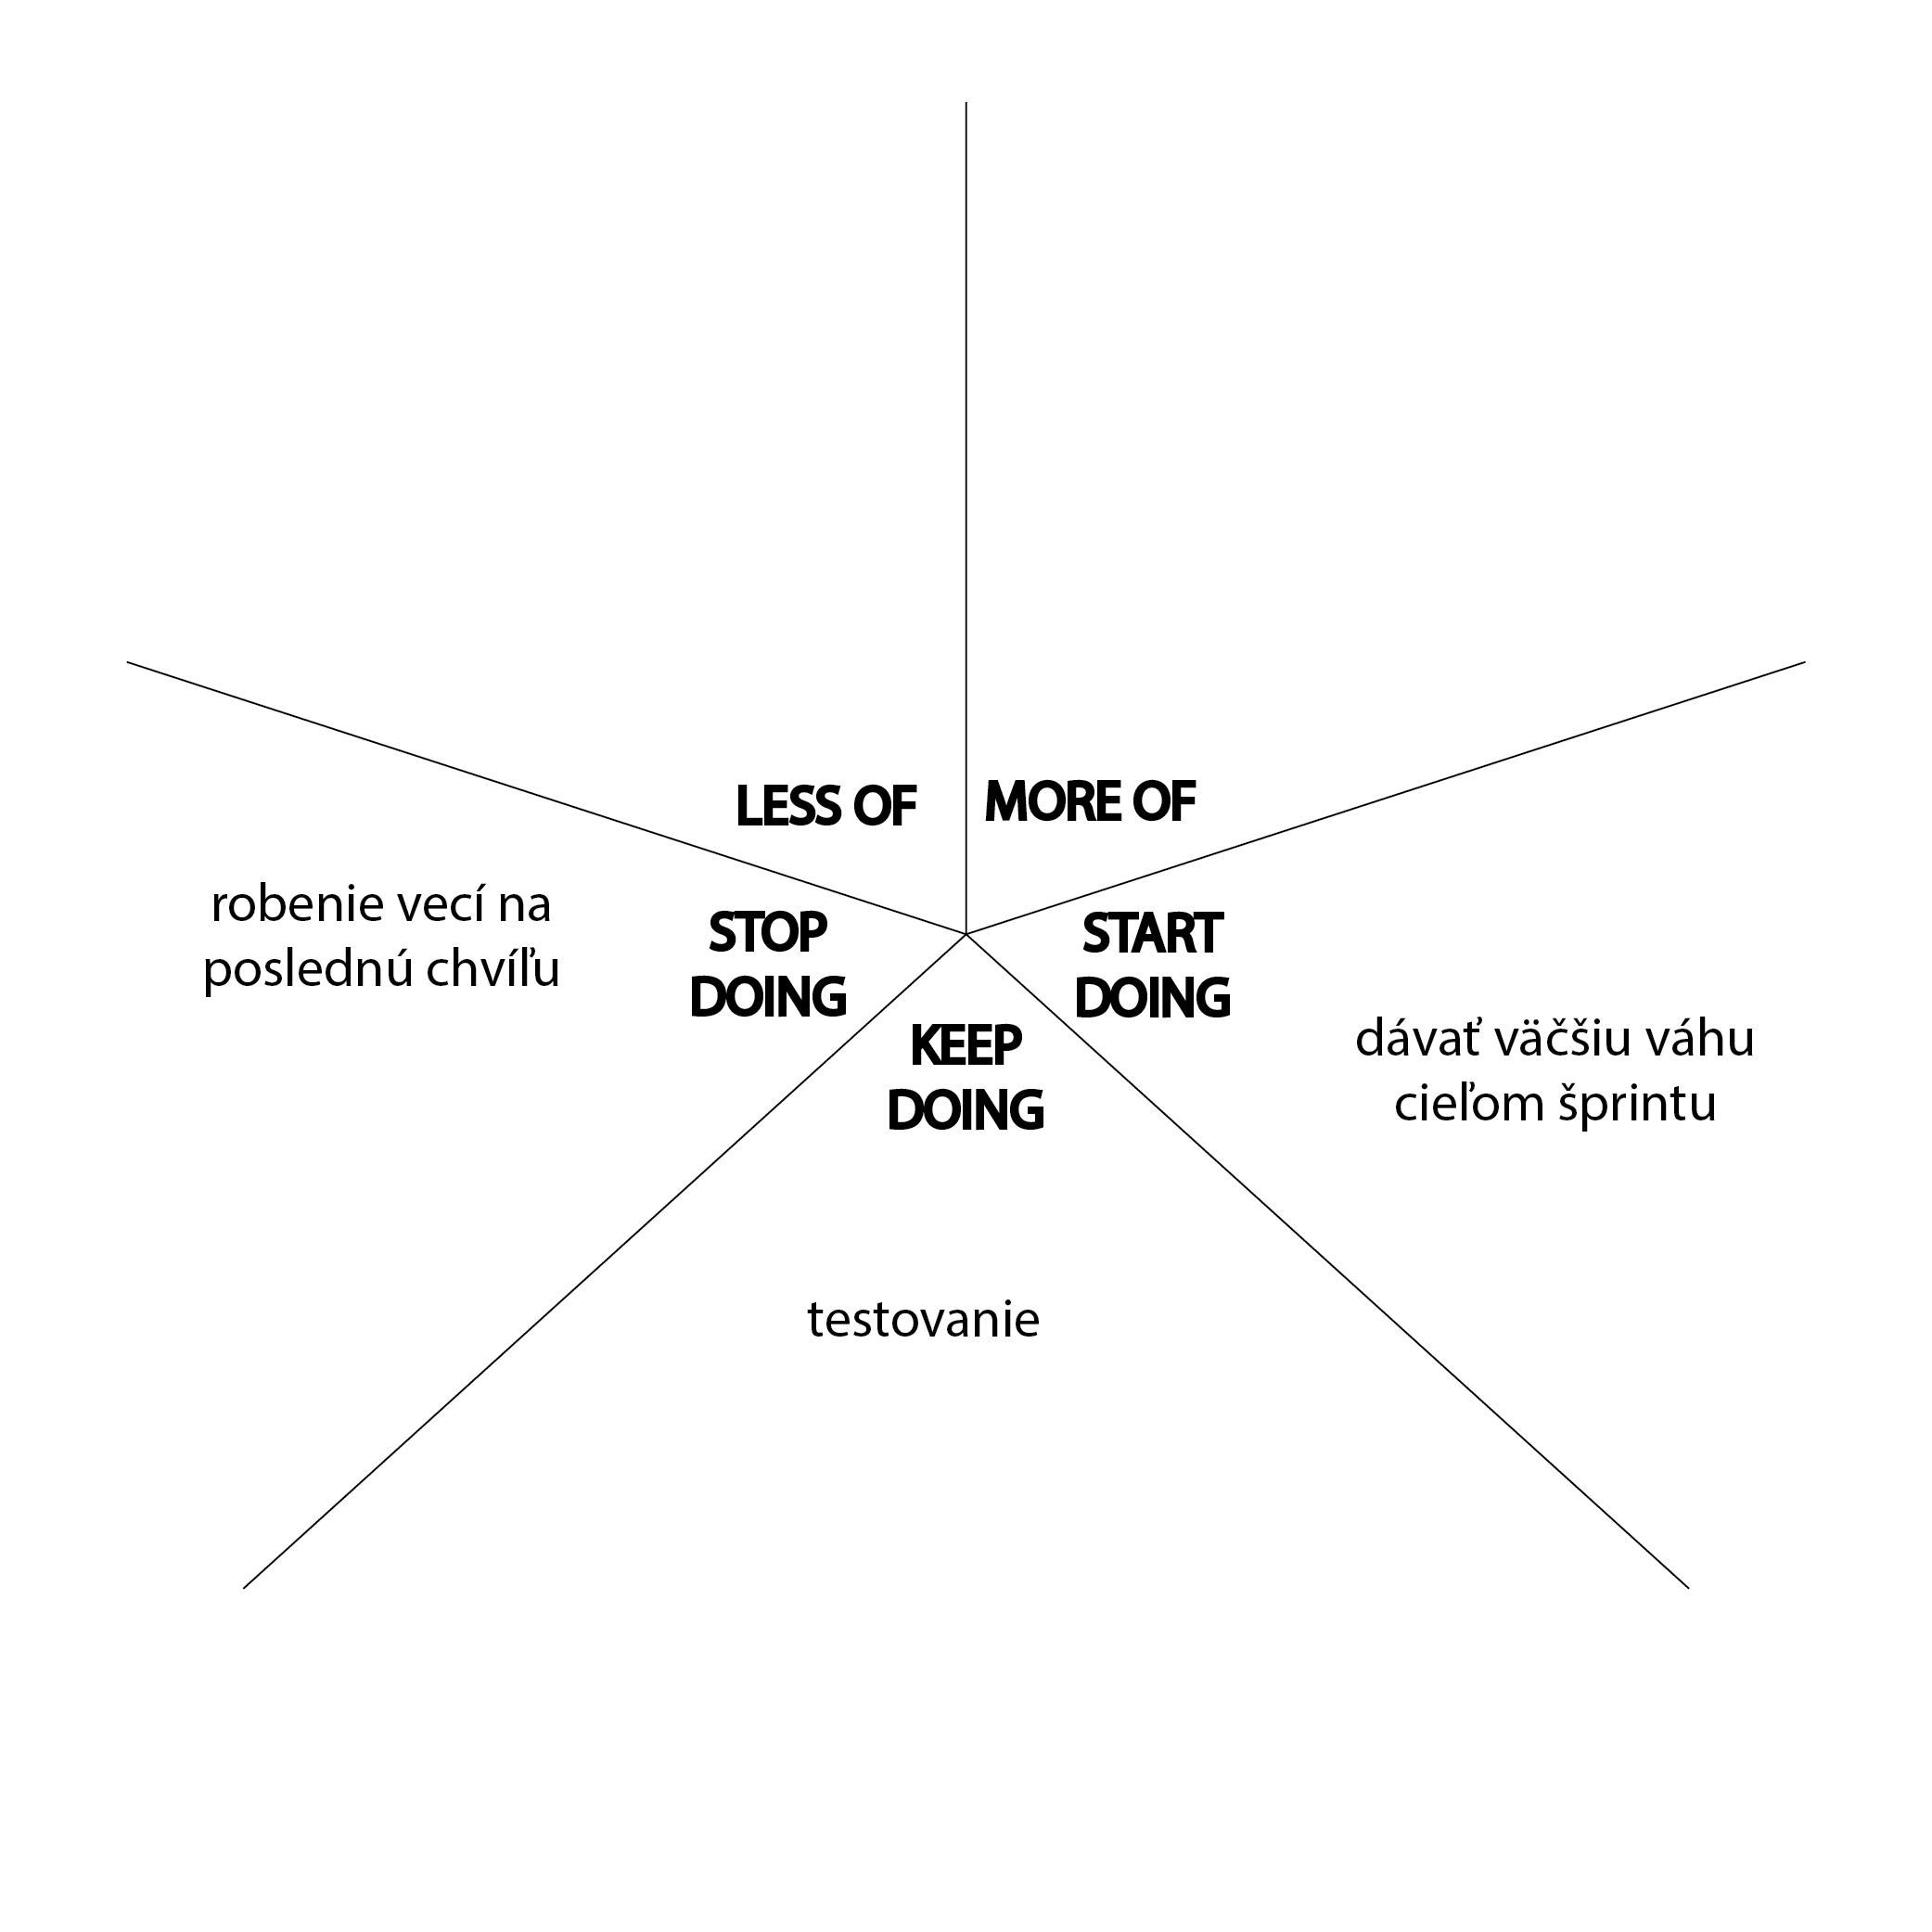 LESS OF
MORE OF
robenie vecí na
poslednú chvíľu
STOP
DOING
START
DOING
KEEP
DOING
dávať väčšiu váhu
cieľom šprintu
testovanie